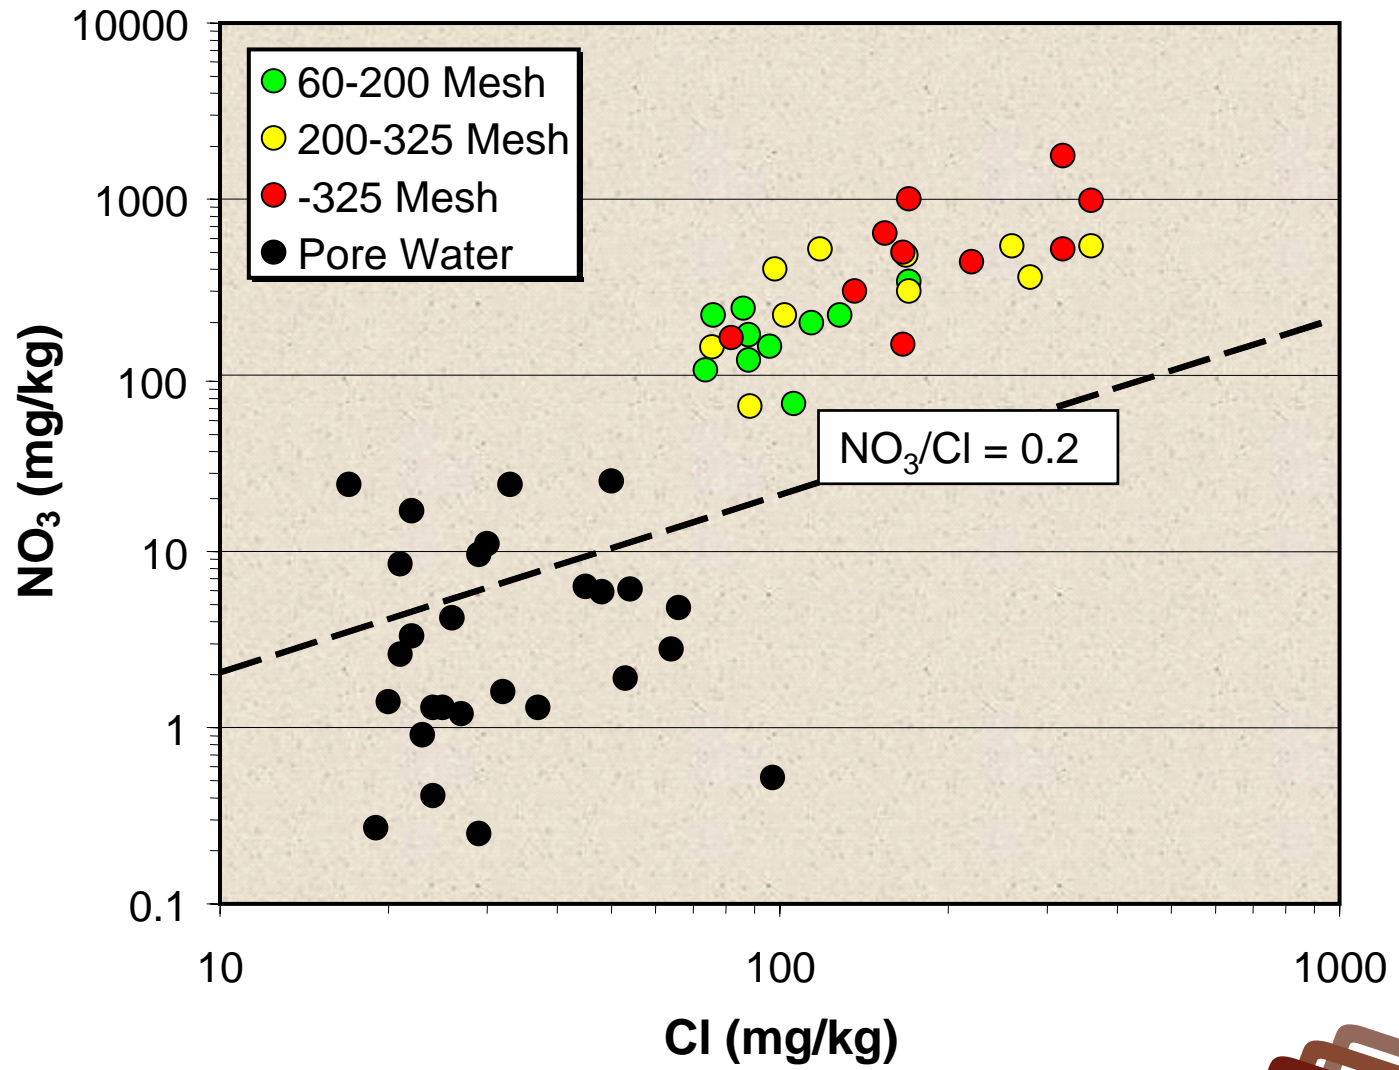 10000
1000
100
10
1
0.1
60-200 Mesh
200-325 Mesh
-325 Mesh
Pore Water
NO₃/Cl = 0.2
NO₃ (mg/kg)
10 100 1000
Cl (mg/kg)